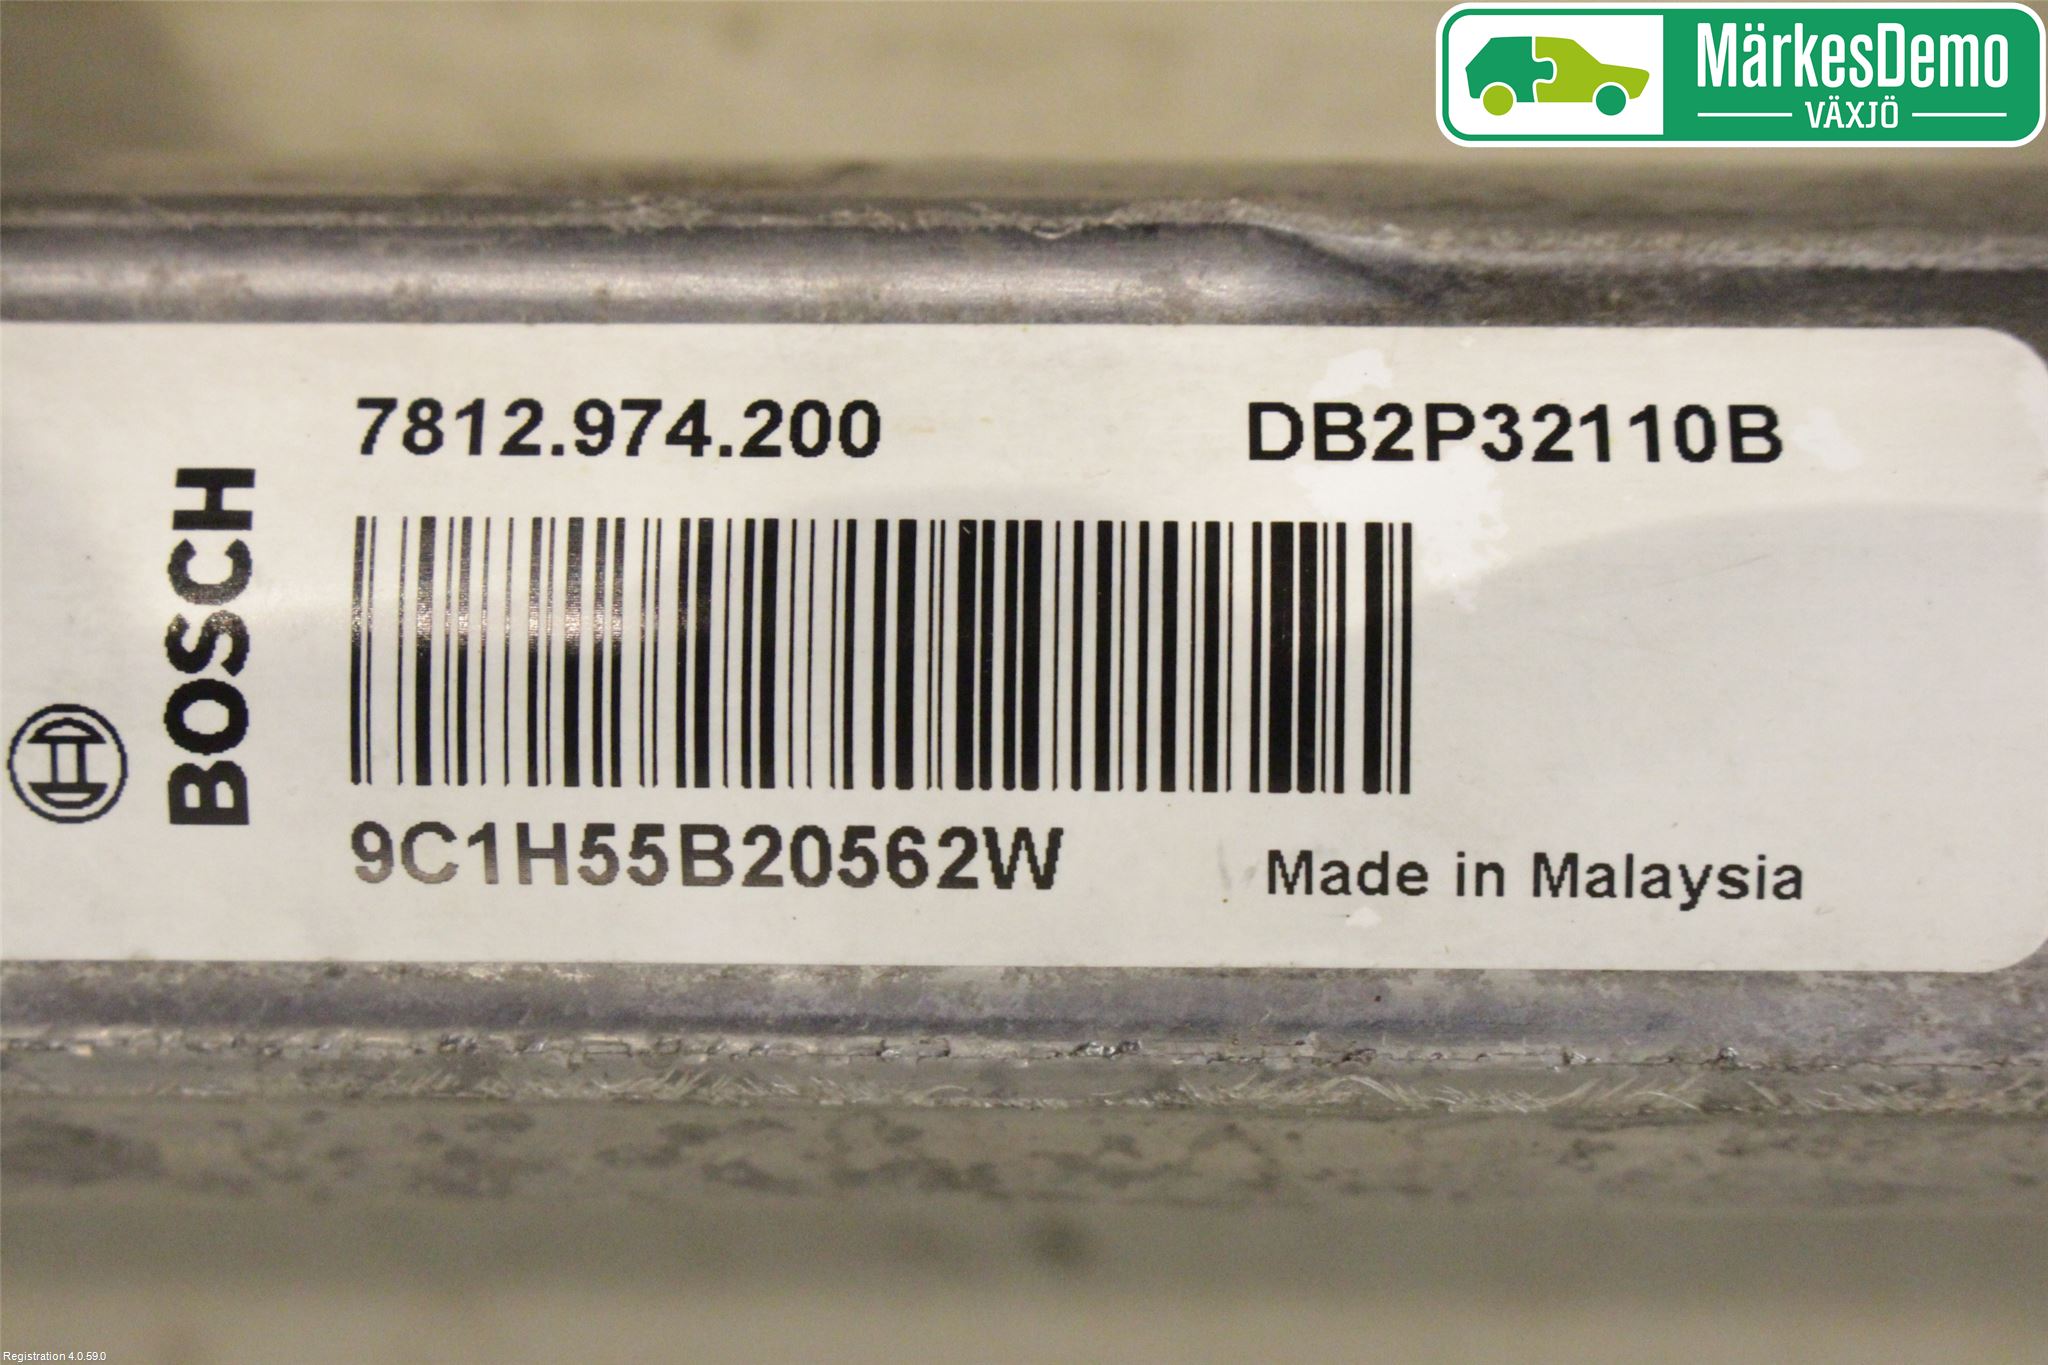 MärkesDemo
VÄXJÖ
7812.974.200
DB2P32110B
BOSCH
9C1H55B20562W
Made in Malaysia
Registration 4.0.59.0